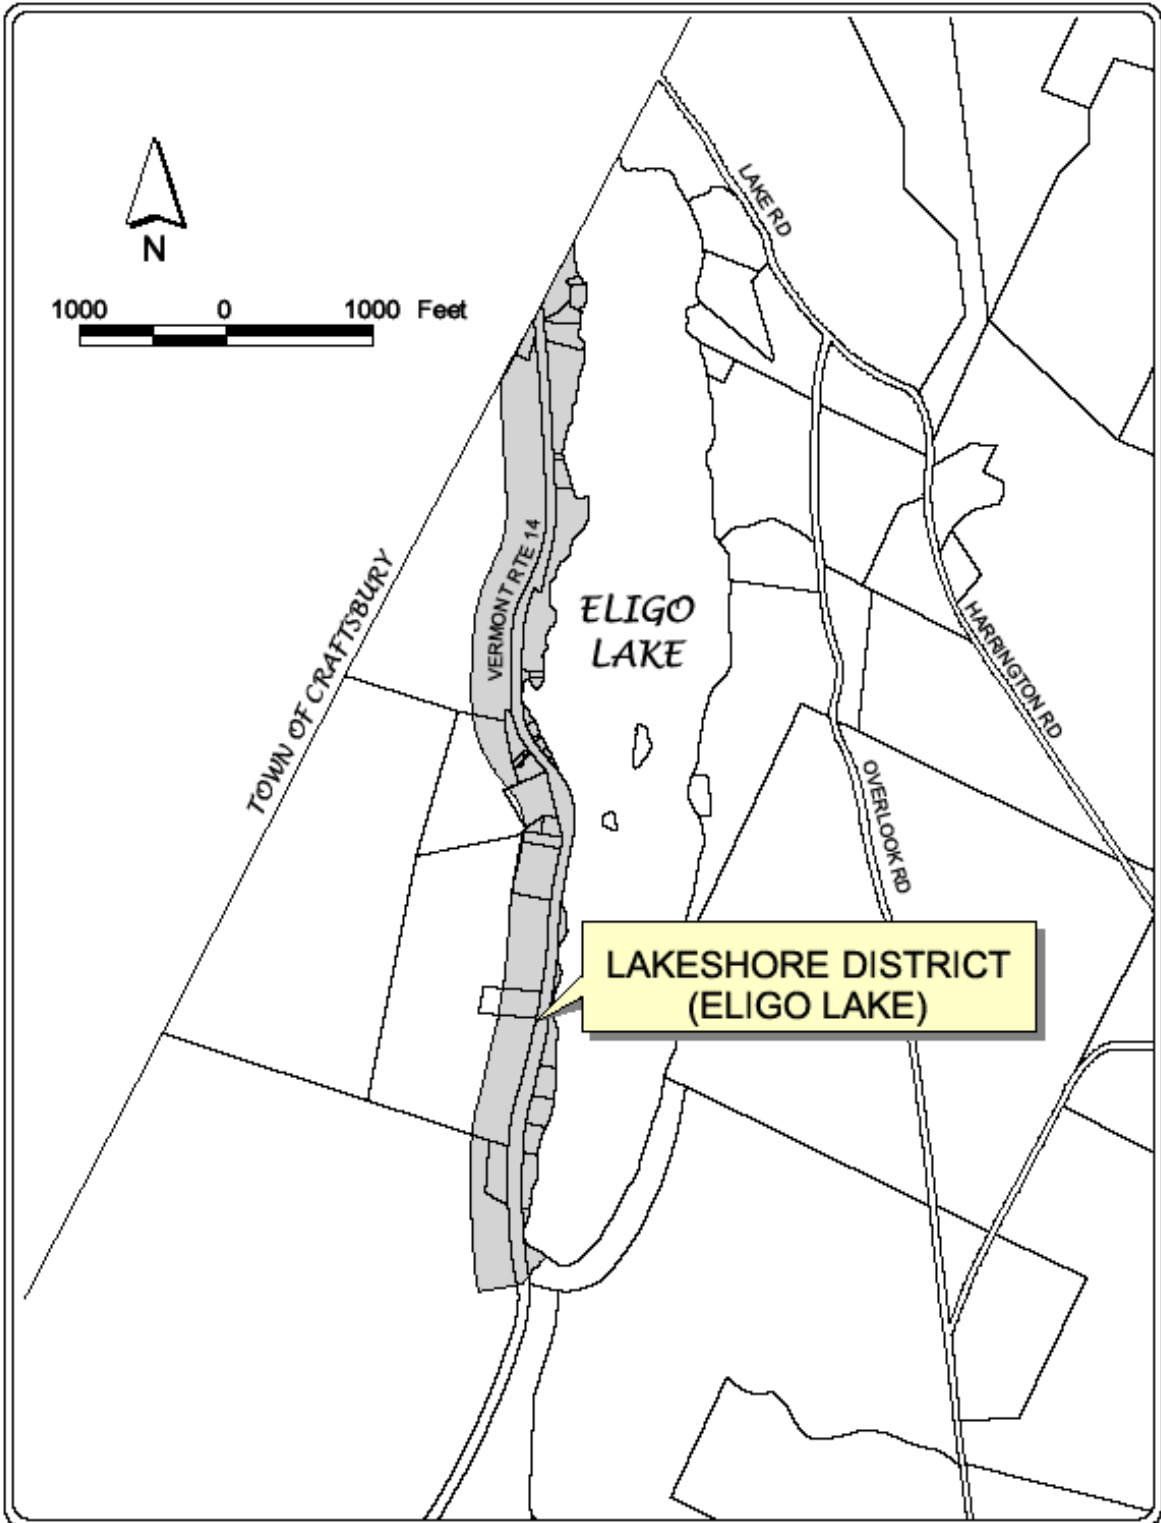 LAKE RD
N
1000 0 1000 Feet
VERMONT RTE 14
TOWN OF CRAFTSBURY
ELIGO
LAKE
HARRINGTON RD
OVERLOOK RD
LAKESHORE DISTRICT
(ELIGO LAKE)